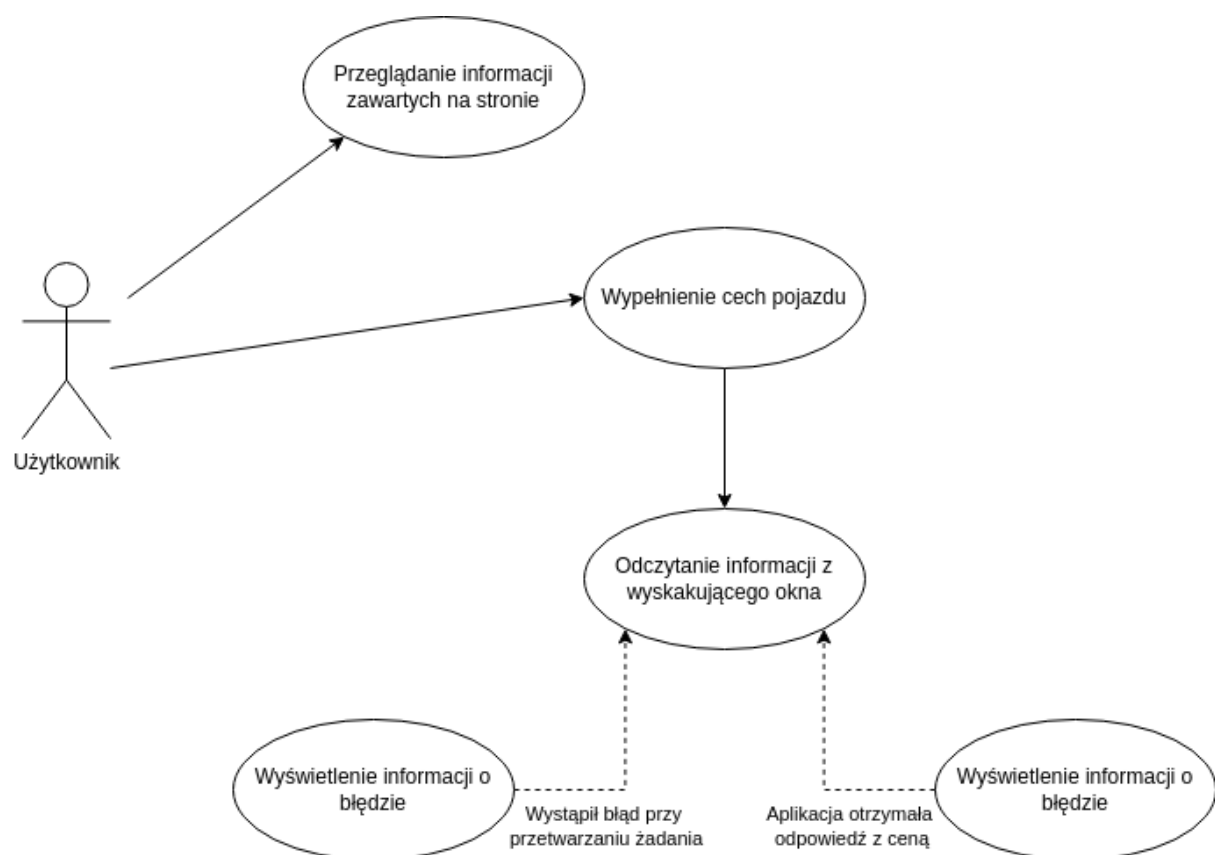 Przeglądanie informacji
zawartych na stronie
Wypełnienie cech pojazdu
Użytkownik
Odczytanie informacji z
wyskakującego okna
Wyświetlenie informacji o
błędzie
Wystąpił błąd przy
przetwarzaniu żadania
Aplikacja otrzymała
odpowiedź z ceną
Wyświetlenie informacji o
błędzie